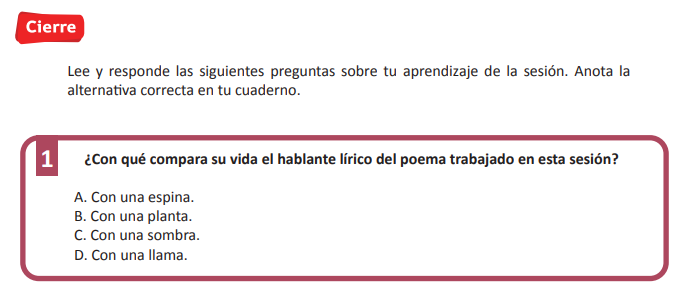 Cierre
Lee y responde las siguientes preguntas sobre tu aprendizaje de la sesión. Anota la
alternativa correcta en tu cuaderno.
1 ¿Con qué compara su vida el hablante lírico del poema trabajado en esta sesión?
A. Con una espina.
B. Con una planta.
C. Con una sombra.
D. Con una llama.